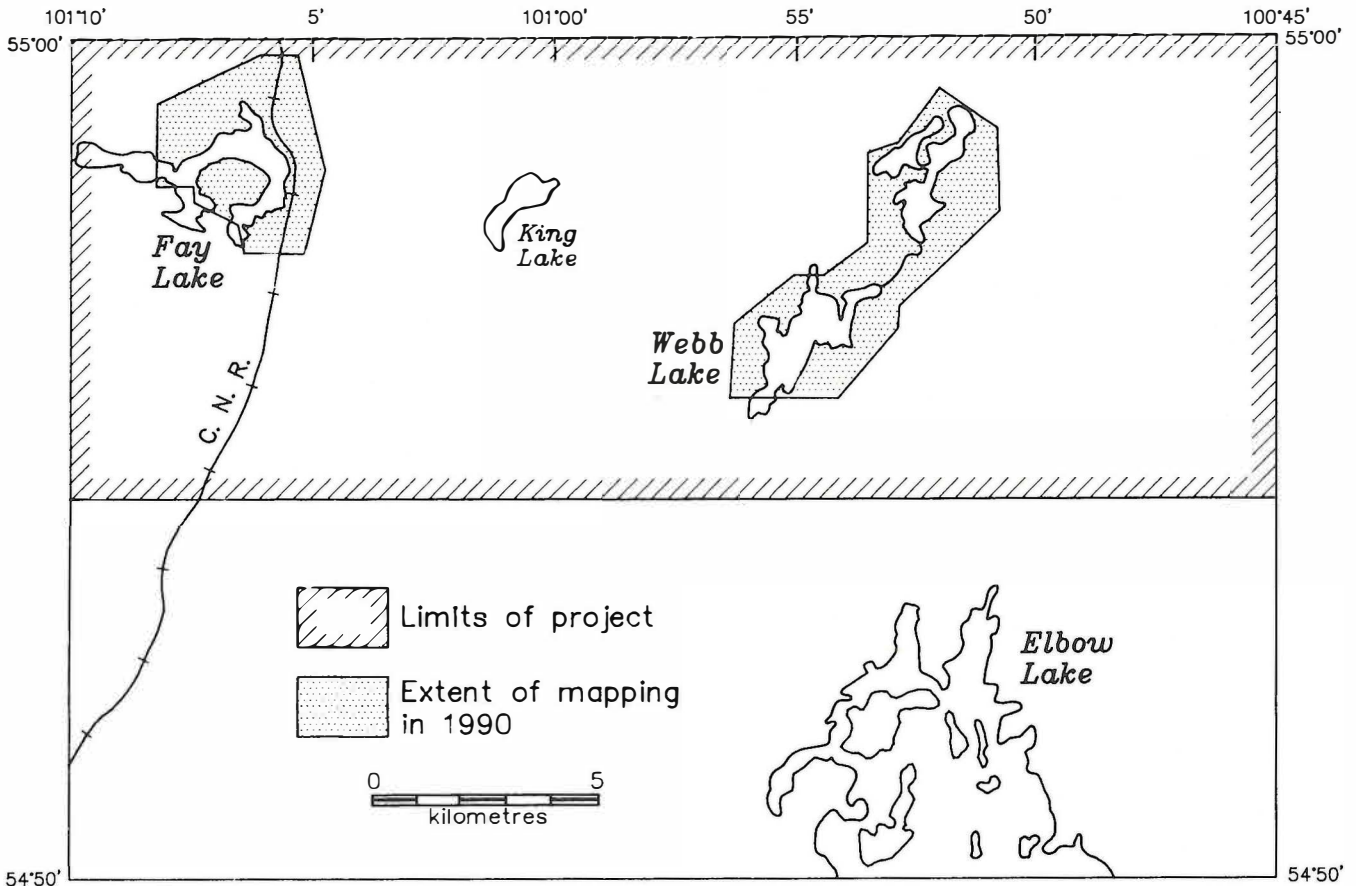 101°10' 5' 101°00' 55' 50' 100°45'
55°00' 55°00'
Fay
Lake
King
Lake
Webb
Lake
C. N. R.
Limits of project
Extent of mapping
in 1990
0 5
kilometres
Elbow
Lake
54°50' 54°50'